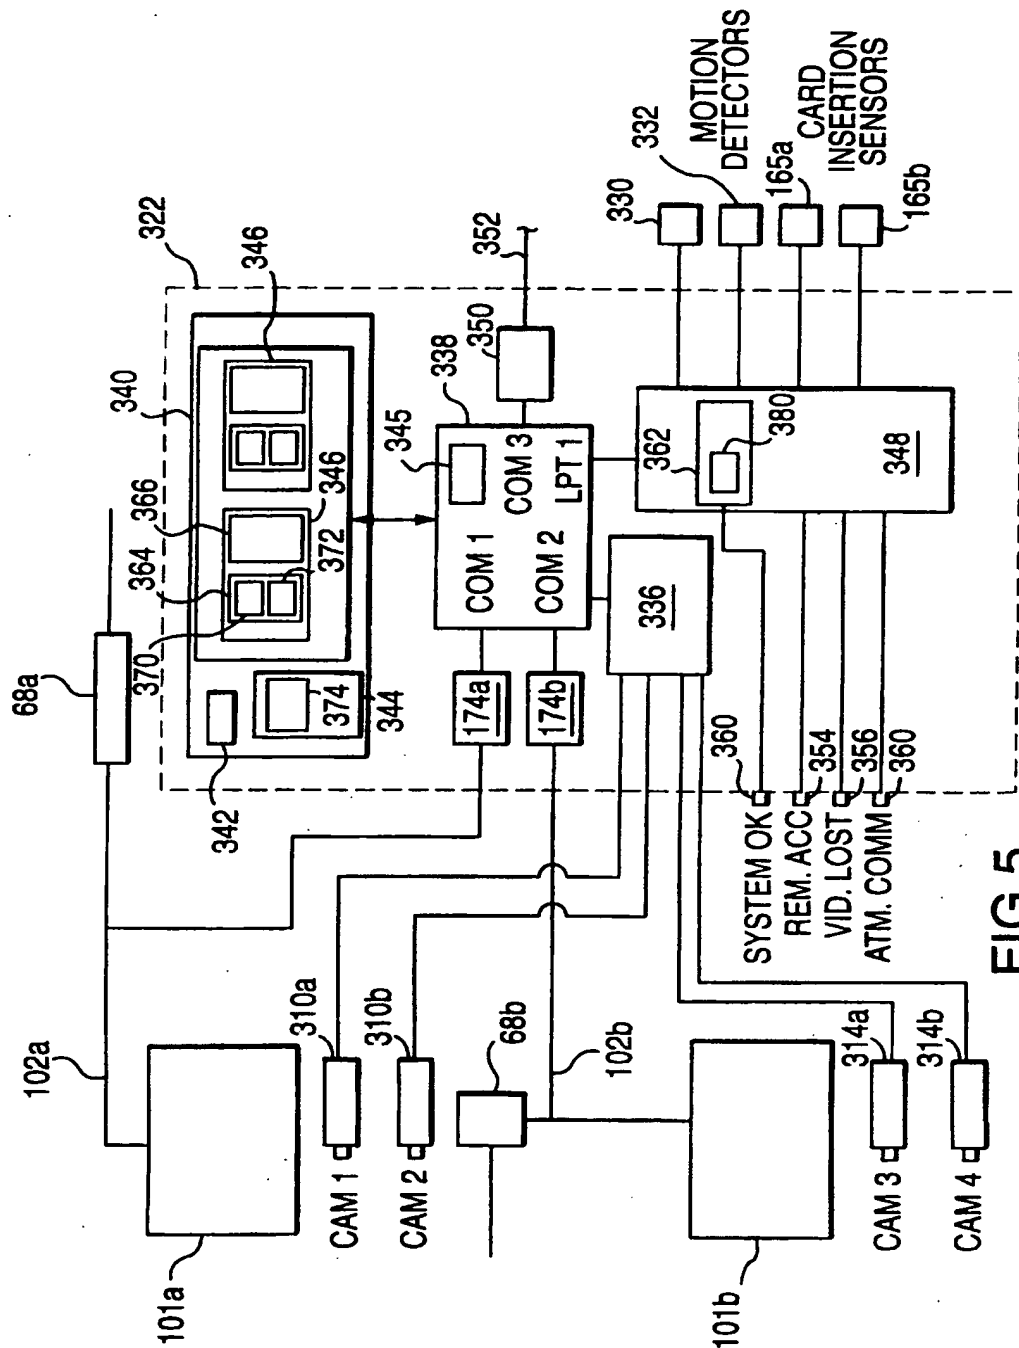 68a
102a
101a
342
370
364
366
340
322
346
346
372
374
344
345
338
COM 1
COM 2
COM 3
LPT 1
350
352
174a
174b
336
CAM 1
CAM 2
310a
310b
68b
102b
101b
CAM 3
CAM 4
314a
314b
SYSTEM OK
REM. ACC
VID. LOST
ATM. COMM
360
354
356
360
362
380
348
330
332
MOTION
DETECTORS
165a
CARD
INSERTION
SENSORS
165b
FIG 5